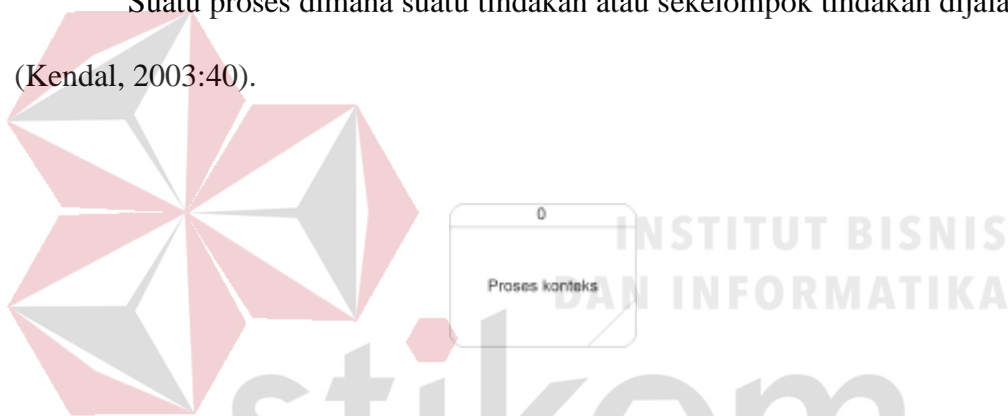 Suatu proses dimana suatu tindakan atau sekelompok tindakan
(Kendal, 2003:40).
0
Proses konteks
INSTITUT BISNIS
DAN INFORMATIKA
stikom